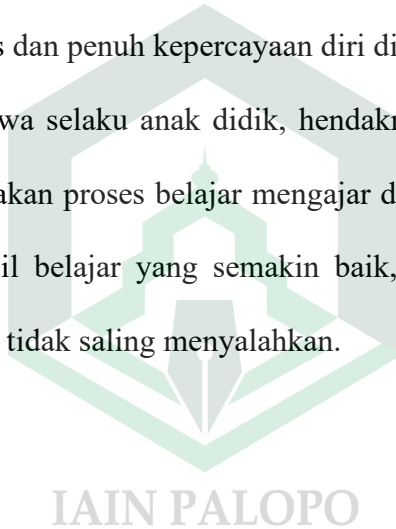 s dan penuh kepercayaan diri di
wa selaku anak didik, hendakn
akan proses belajar mengajar d
il belajar yang semakin baik,
tidak saling menyalahkan.
IAIN PALOPO